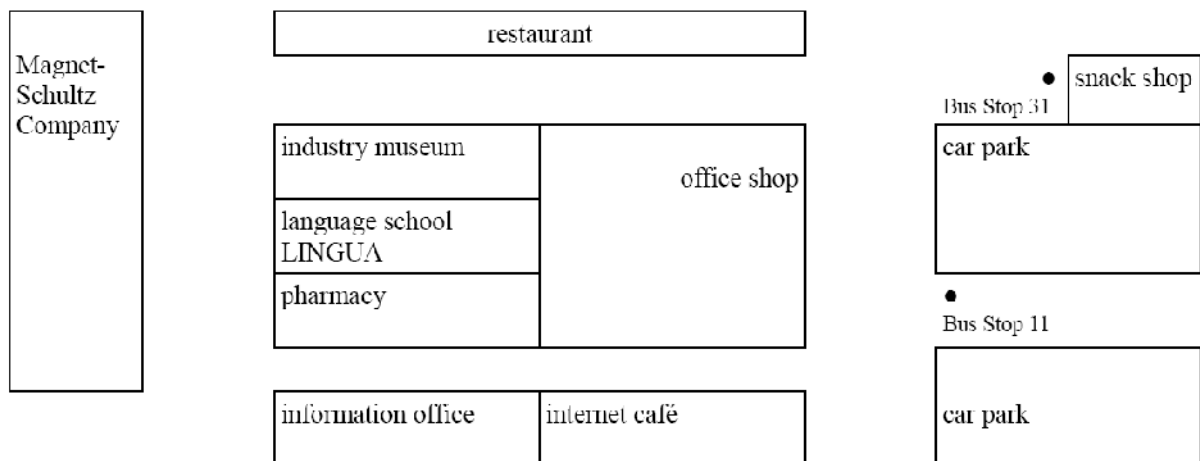 restaurant
Magnet-
Schultz
Company
snack shop
Bus Stop 31
industry museum
office shop
car park
language school
LINGUA
pharmacy
Bus Stop 11
information office
internet café
car park